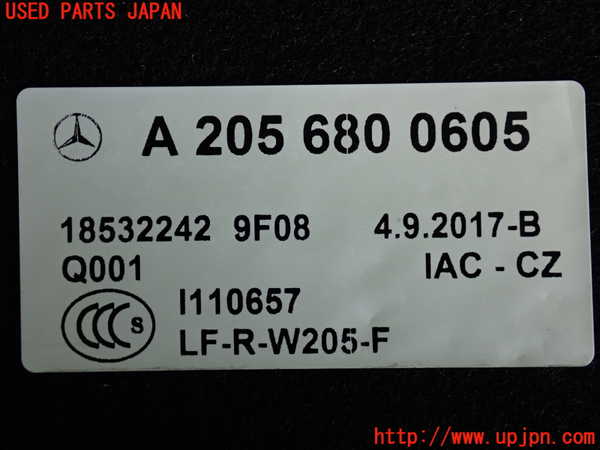 USED PARTS JAPAN
A 205 680 0605
18532242 9F08 4.9.2017-B
Q001 IAC - CZ
CCC S I110657
LF-R-W205-F
http://www.upjpn.com/